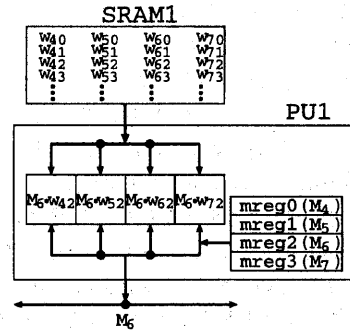 SRAM1
w40 w50 w60 w70
w41 w51 w61 w71
w42 w52 w62 w72
w43 w53 w63 w73
PU1
M6·w42 M6·w52 M6·w62 M6·w72
mreg0(M4)
mreg1(M5)
mreg2(M6)
mreg3(M7)
M6